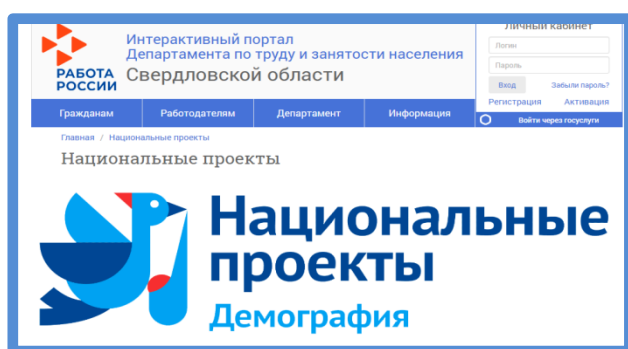 Личный кабинет
Интерактивный портал
Департамента по труду и занятости населения
Свердловской области
РАБОТА
РОССИИ
Логин
Пароль
Вход
Забыли пароль?
Регистрация
Активация
Войти через госуслуги
Гражданам
Работодателям
Департамент
Информация
Главная / Национальные проекты
Национальные проекты
Национальные
проекты
Демография